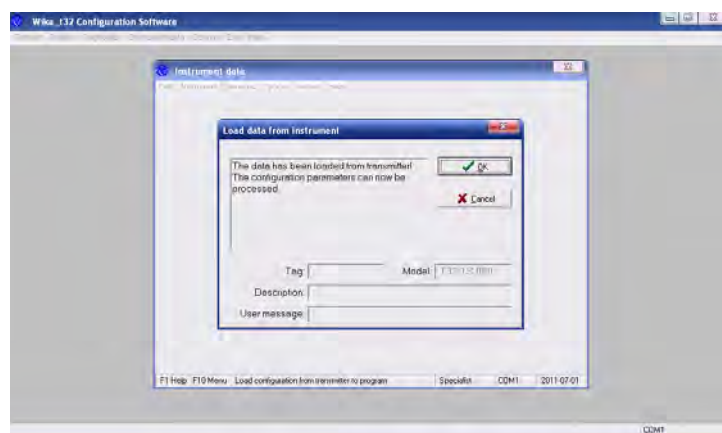 Wika_T32 Configuration Software
Instrument data
Load data from instrument
The data has been loaded from transmitter!
The configuration parameters can now be
processed.
OK
Cancel
Tag:
Model:
Description:
User message:
F1 Help F10 Menu Load configuration from transmitter to program Specialist COM1 2011-07-01
COM1